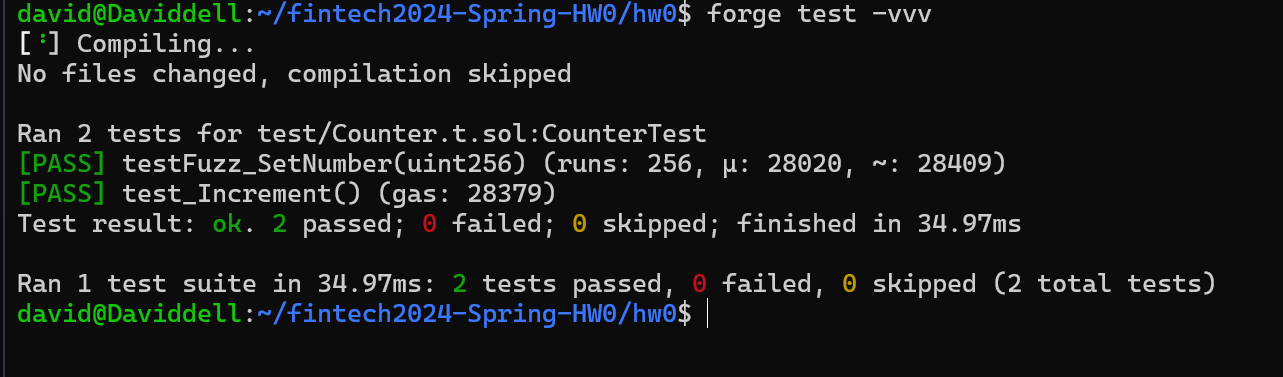 david@Daviddell:~/fintech2024-Spring-HW0/hw0$ forge test -vvv
[⠃] Compiling...
No files changed, compilation skipped
Ran 2 tests for test/Counter.t.sol:CounterTest
[PASS] testFuzz_SetNumber(uint256) (runs: 256, μ: 28020, ~: 28409)
[PASS] test_Increment() (gas: 28379)
Test result: ok. 2 passed; 0 failed; 0 skipped; finished in 34.97ms
Ran 1 test suite in 34.97ms: 2 tests passed, 0 failed, 0 skipped (2 total tests)
david@Daviddell:~/fintech2024-Spring-HW0/hw0$